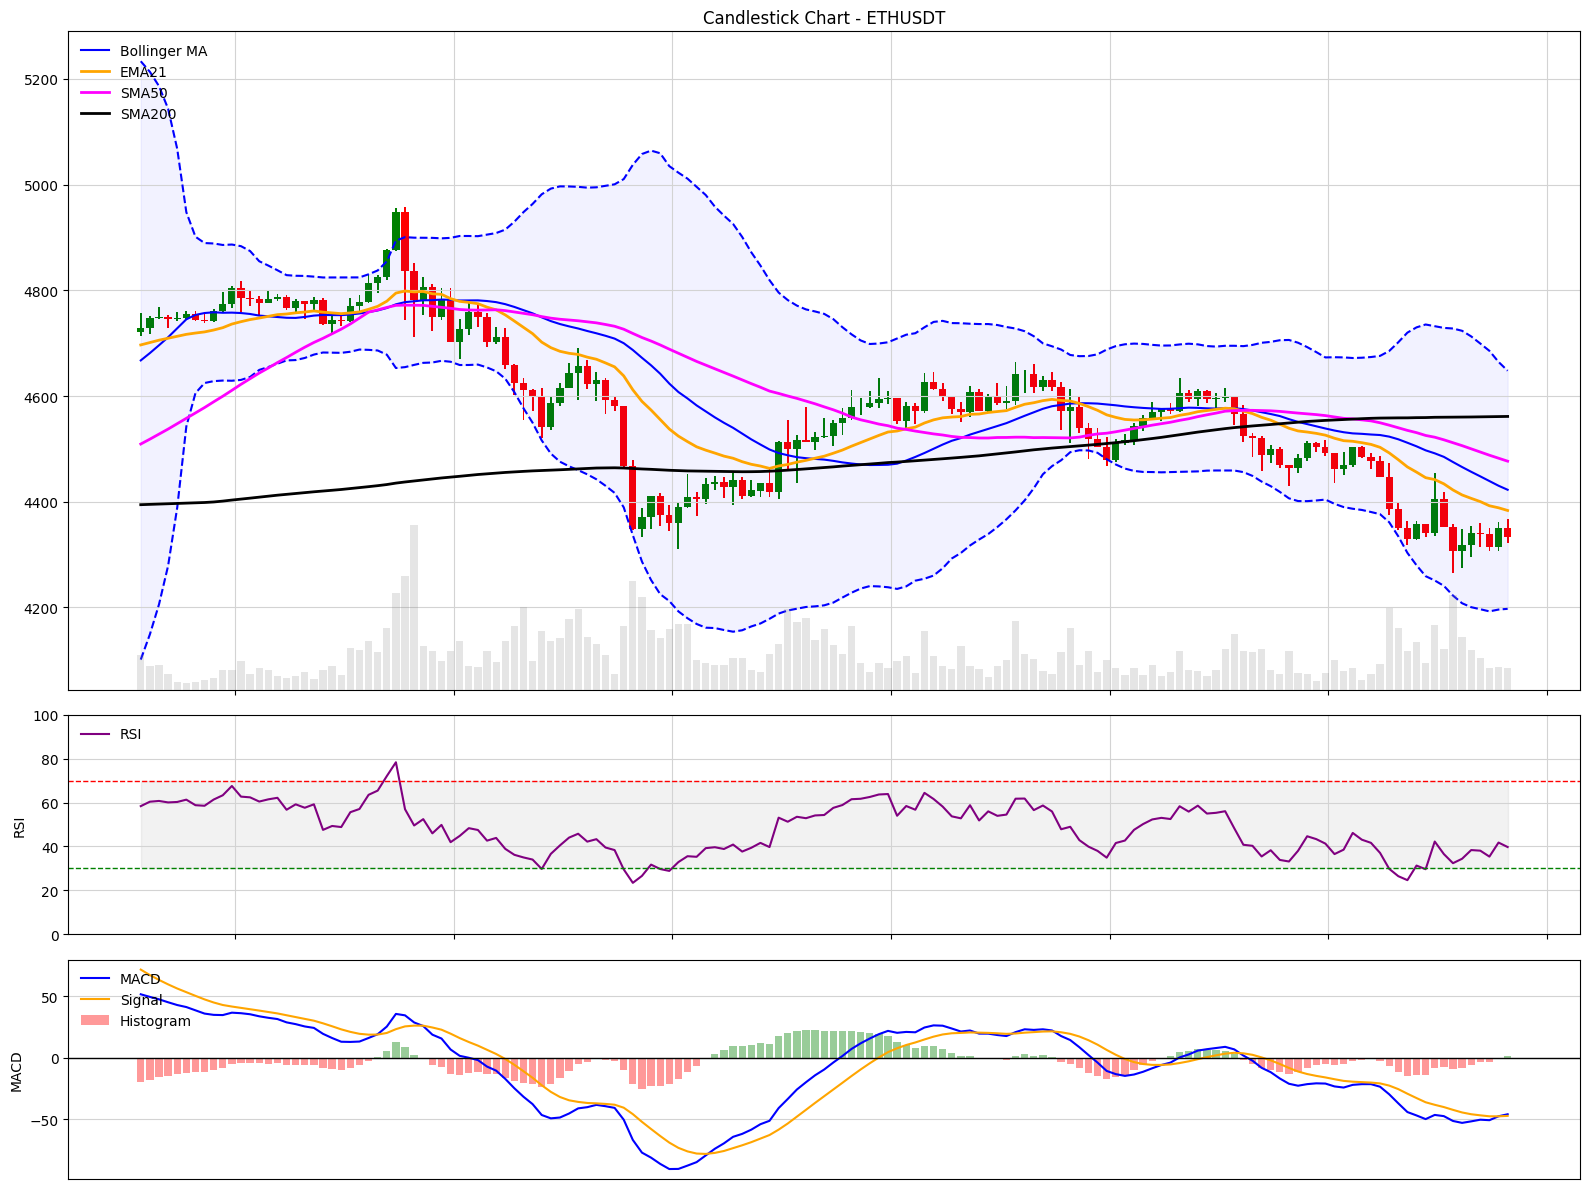 Candlestick Chart - ETHUSDT
Bollinger MA
EMA21
SMA50
SMA200
5200
5000
4800
4600
4400
4200
RSI
100
80
60
40
20
0
RSI
MACD
Signal
Histogram
50
0
−50
MACD